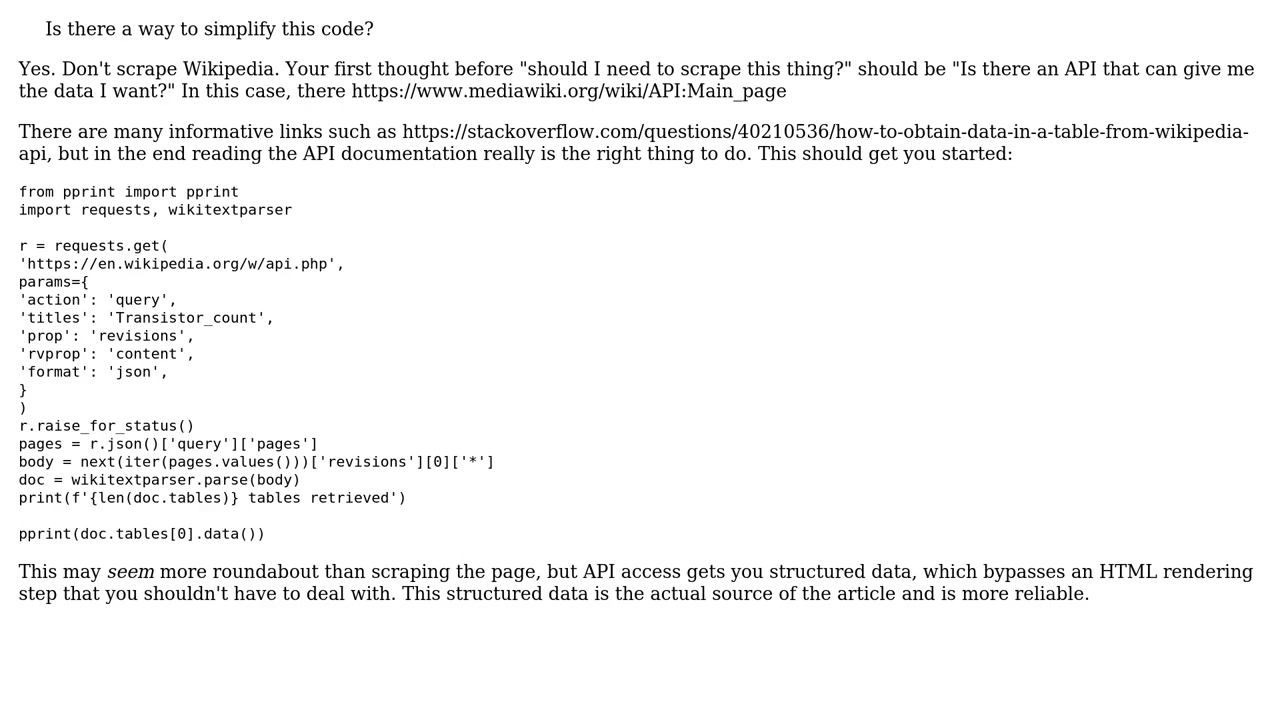 Is there a way to simplify this code?
Yes. Don't scrape Wikipedia. Your first thought before "should I need to scrape this thing?" should be "Is there an API that can give me
the data I want?" In this case, there https://www.mediawiki.org/wiki/API:Main_page
There are many informative links such as https://stackoverflow.com/questions/40210536/how-to-obtain-data-in-a-table-from-wikipedia-
api, but in the end reading the API documentation really is the right thing to do. This should get you started:
from pprint import pprint
import requests, wikitextparser
r = requests.get(
'https://en.wikipedia.org/w/api.php',
params={
'action': 'query',
'titles': 'Transistor_count',
'prop': 'revisions',
'rvprop': 'content',
'format': 'json',
}
)
r.raise_for_status()
pages = r.json()['query']['pages']
body = next(iter(pages.values()))['revisions'][0]['*']
doc = wikitextparser.parse(body)
print(f'{len(doc.tables)} tables retrieved')
pprint(doc.tables[0].data())
This may seem more roundabout than scraping the page, but API access gets you structured data, which bypasses an HTML rendering
step that you shouldn't have to deal with. This structured data is the actual source of the article and is more reliable.